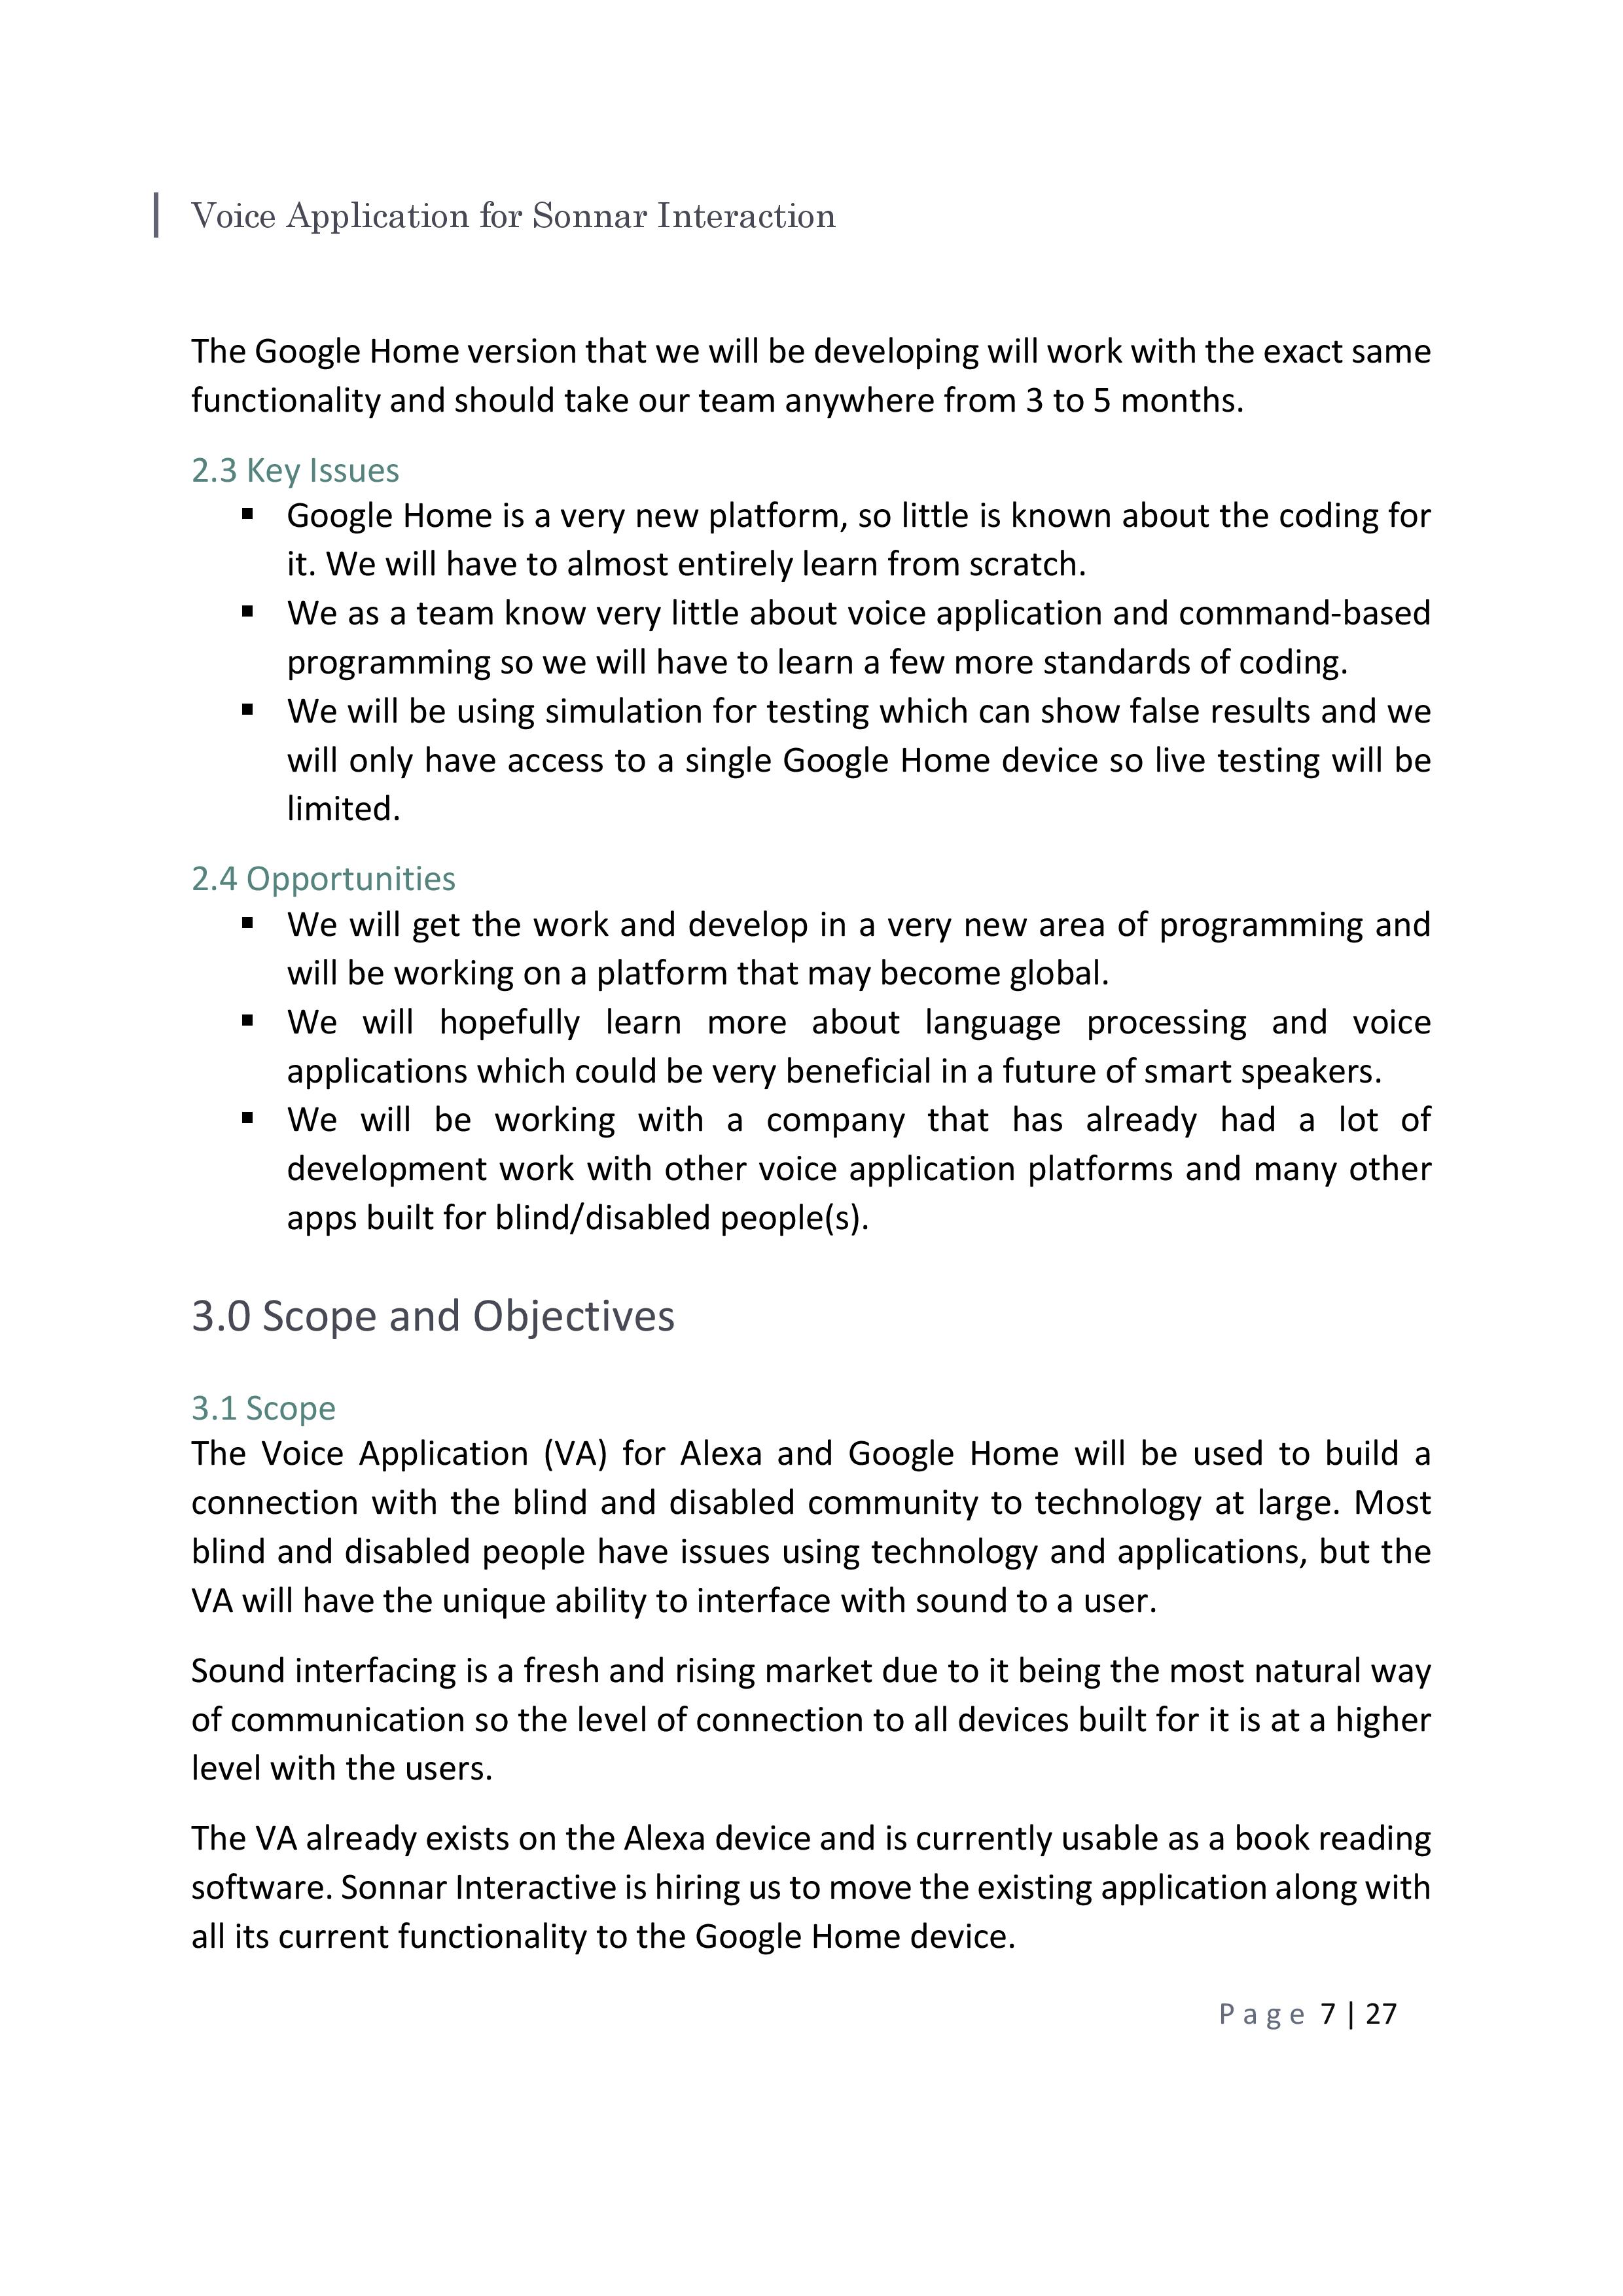 Voice Application for Sonnar Interaction
The Google Home version that we will be developing will work with the exact same
functionality and should take our team anywhere from 3 to 5 months.
2.3 Key Issues
▪ Google Home is a very new platform, so little is known about the coding for
it. We will have to almost entirely learn from scratch.
▪ We as a team know very little about voice application and command-based
programming so we will have to learn a few more standards of coding.
▪ We will be using simulation for testing which can show false results and we
will only have access to a single Google Home device so live testing will be
limited.
2.4 Opportunities
▪ We will get the work and develop in a very new area of programming and
will be working on a platform that may become global.
▪ We will hopefully learn more about language processing and voice
applications which could be very beneficial in a future of smart speakers.
▪ We will be working with a company that has already had a lot of
development work with other voice application platforms and many other
apps built for blind/disabled people(s).
3.0 Scope and Objectives
3.1 Scope
The Voice Application (VA) for Alexa and Google Home will be used to build a
connection with the blind and disabled community to technology at large. Most
blind and disabled people have issues using technology and applications, but the
VA will have the unique ability to interface with sound to a user.
Sound interfacing is a fresh and rising market due to it being the most natural way
of communication so the level of connection to all devices built for it is at a higher
level with the users.
The VA already exists on the Alexa device and is currently usable as a book reading
software. Sonnar Interactive is hiring us to move the existing application along with
all its current functionality to the Google Home device.
Page 7 | 27